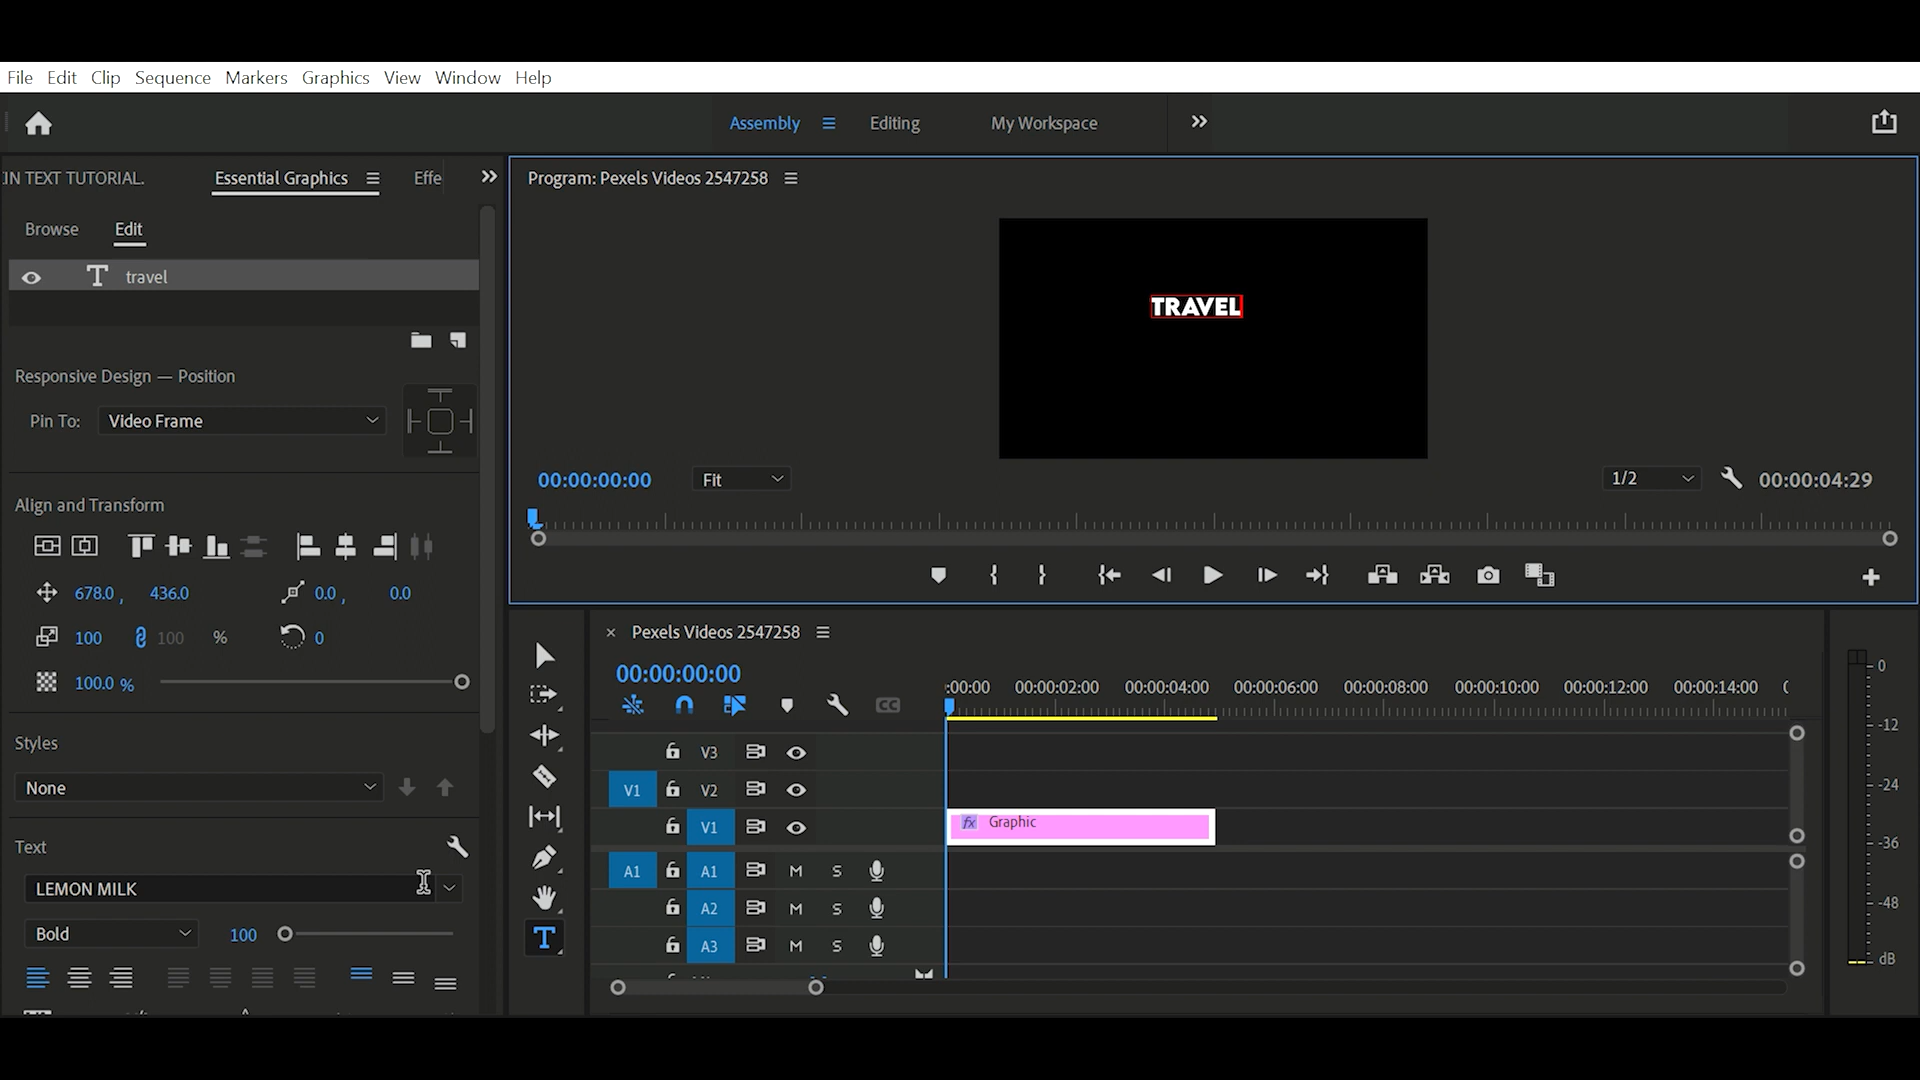 File Edit Clip Sequence Markers Graphics View Window Help
Assembly Editing My Workspace
IN TEXT TUTORIAL. Essential Graphics Effe
Program: Pexels Videos 2547258
Browse Edit
travel
TRAVEL
Responsive Design — Position
Pin To: Video Frame
00:00:00:00 Fit 1/2 00:00:04:29
Align and Transform
678.0 , 436.0 0.0 , 0.0
100 100 % 0
100.0 %
Pexels Videos 2547258
00:00:00:00
:00:00 00:00:02:00 00:00:04:00 00:00:06:00 00:00:08:00 00:00:10:00 00:00:12:00 00:00:14:00
CC
Styles
None
V3
V1 V2
V1 fx Graphic
A1 A1 M S
A2 M S
A3 M S
0
-12
-24
-36
-48
dB
Text
LEMON MILK
Bold 100